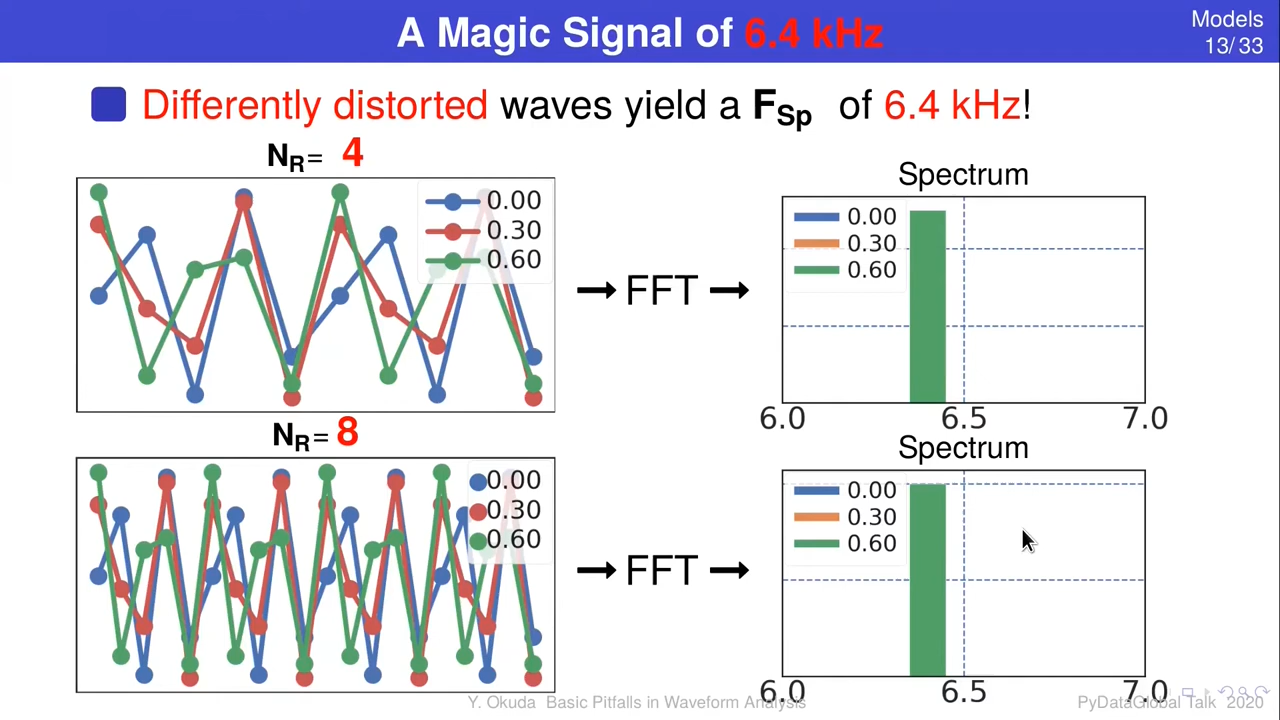 A Magic Signal of 6.4 kHz
Models
13/33
Differently distorted waves yield a F_Sp of 6.4 kHz!
N_R= 4
0.00
0.30
0.60
→ FFT →
Spectrum
0.00
0.30
0.60
6.0 6.5 7.0
N_R= 8
0.00
0.30
0.60
→ FFT →
Spectrum
0.00
0.30
0.60
6.0 6.5 7.0
Y. Okuda Basic Pitfalls in Waveform Analysis
PyDataGlobal Talk 2020